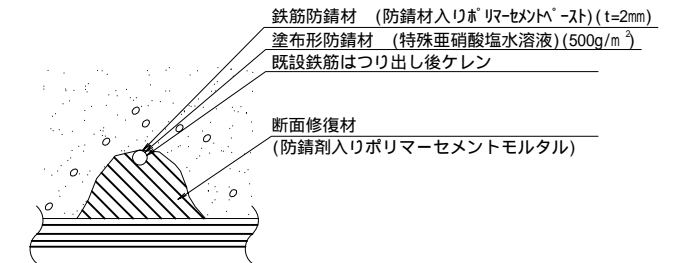 鉄筋防錆材　(防錆材入りﾎﾟﾘﾏｰｾﾒﾝﾄﾍﾟｰｽﾄ)(t=2mm)
塗布形防錆材　(特殊亜硝酸塩水溶液)(500g/m²)
既設鉄筋はつり出し後ケレン
断面修復材
(防錆剤入りポリマーセメントモルタル)